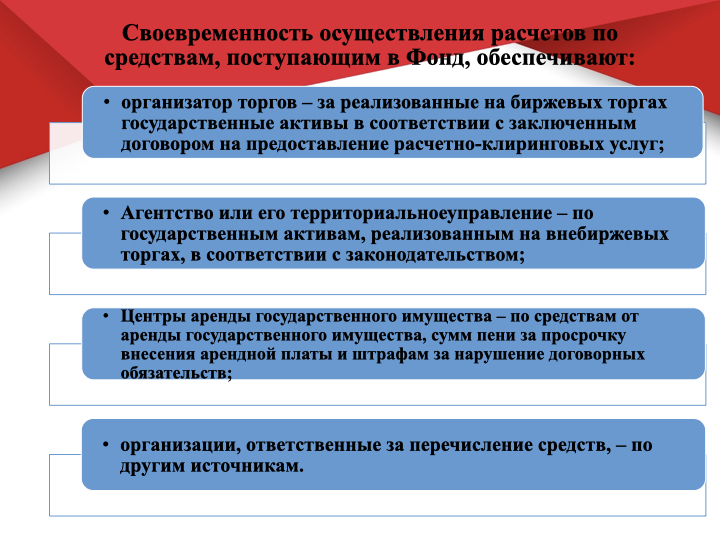 Своевременность осуществления расчетов по
средствам, поступающим в Фонд, обеспечивают:
• организатор торгов – за реализованные на биржевых торгах
государственные активы в соответствии с заключенным
договором на предоставление расчетно-клиринговых услуг;
• Агентство или его территориальноеуправление – по
государственным активам, реализованным на внебиржевых
торгах, в соответствии с законодательством;
• Центры аренды государственного имущества – по средствам от
аренды государственного имущества, сумм пени за просрочку
внесения арендной платы и штрафам за нарушение договорных
обязательств;
• организации, ответственные за перечисление средств, – по
другим источникам.